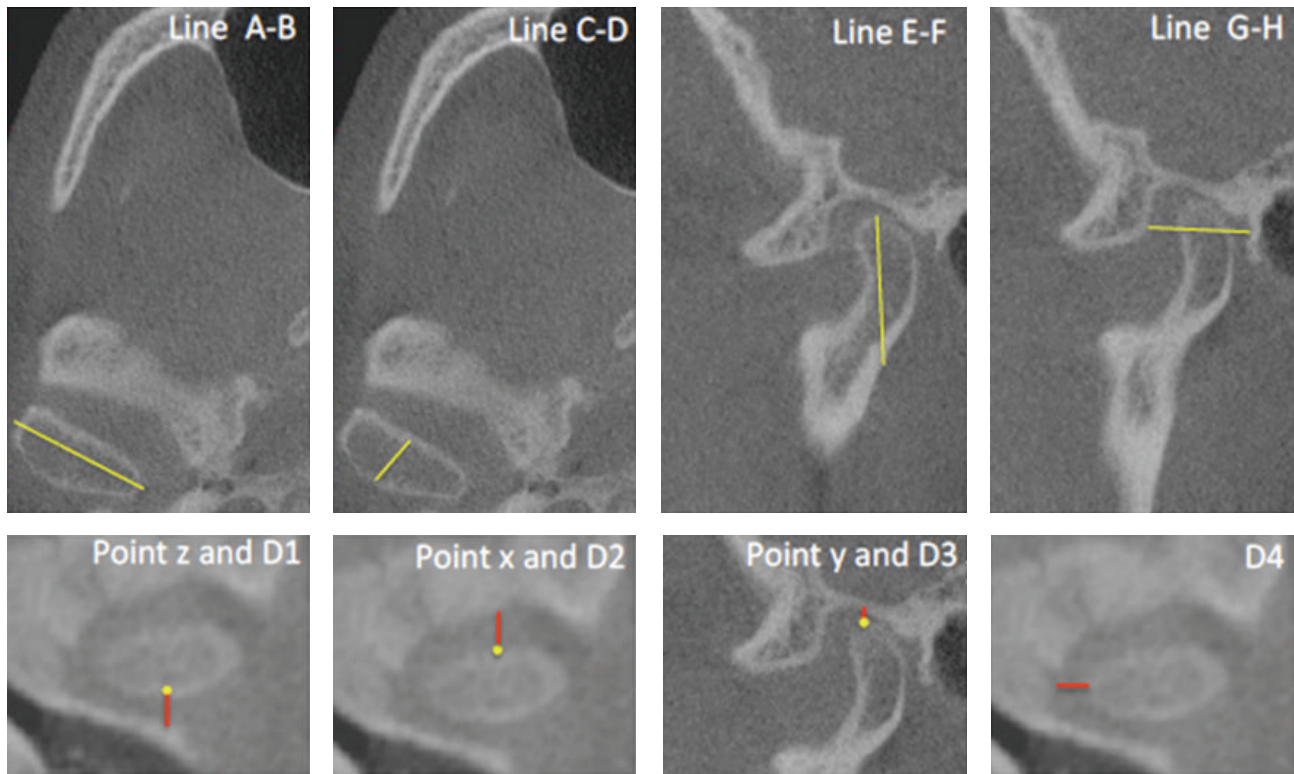 Line A-B
Line C-D
Line E-F
Line G-H
Point z and D1
Point x and D2
Point y and D3
D4